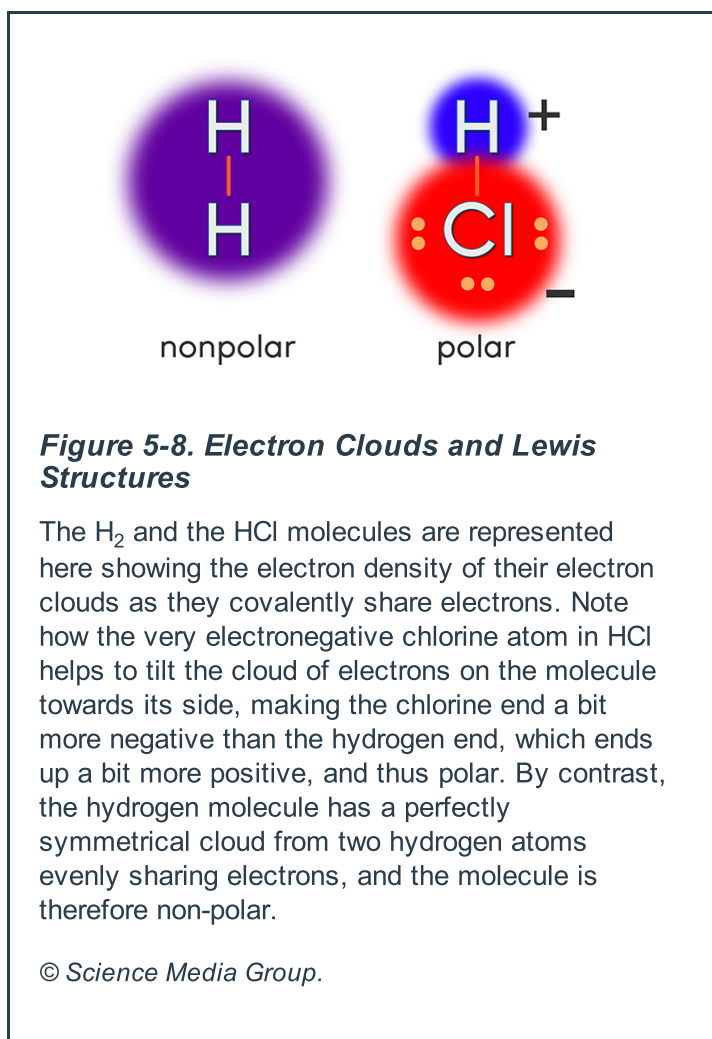 H H +
H Cl
–
nonpolar polar
Figure 5-8. Electron Clouds and Lewis
Structures
The H₂ and the HCl molecules are represented
here showing the electron density of their electron
clouds as they covalently share electrons. Note
how the very electronegative chlorine atom in HCl
helps to tilt the cloud of electrons on the molecule
towards its side, making the chlorine end a bit
more negative than the hydrogen end, which ends
up a bit more positive, and thus polar. By contrast,
the hydrogen molecule has a perfectly
symmetrical cloud from two hydrogen atoms
evenly sharing electrons, and the molecule is
therefore non-polar.
© Science Media Group.